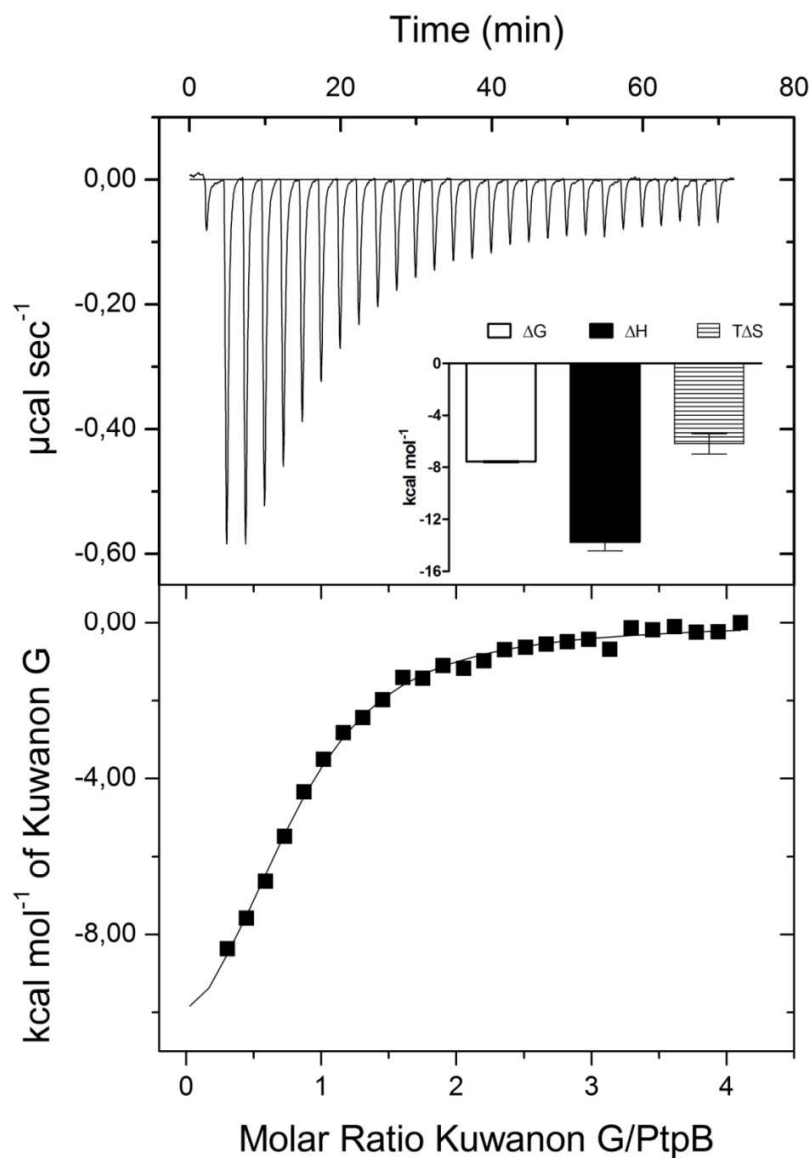 Time (min)
0 20 40 60 80
0,00
-0,20
-0,40
-0,60
µcal sec⁻¹
ΔG ΔH TΔS
0
-4
-8
-12
-16
kcal mol⁻¹
0,00
-4,00
-8,00
kcal mol⁻¹ of Kuwanon G
0 1 2 3 4
Molar Ratio Kuwanon G/PtpB